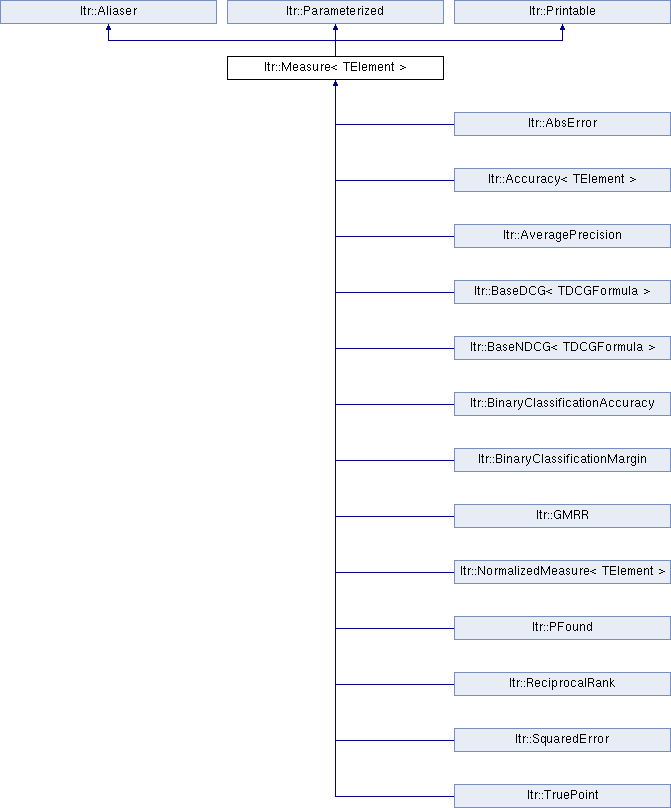 ltr::Aliaser
ltr::Parameterized
ltr::Printable
ltr::Measure< TElement >
ltr::AbsError
ltr::Accuracy< TElement >
ltr::AveragePrecision
ltr::BaseDCG< TDCGFormula >
ltr::BaseNDCG< TDCGFormula >
ltr::BinaryClassificationAccuracy
ltr::BinaryClassificationMargin
ltr::GMRR
ltr::NormalizedMeasure< TElement >
ltr::PFound
ltr::ReciprocalRank
ltr::SquaredError
ltr::TruePoint